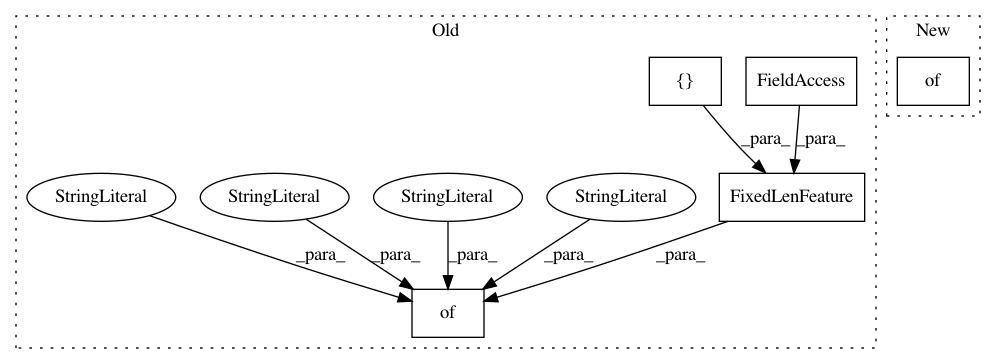 Old
New
{}
FieldAccess
of
_para_
_para_
StringLiteral
StringLiteral
StringLiteral
StringLiteral
FixedLenFeature
_para_
_para_
_para_
_para_
_para_
of